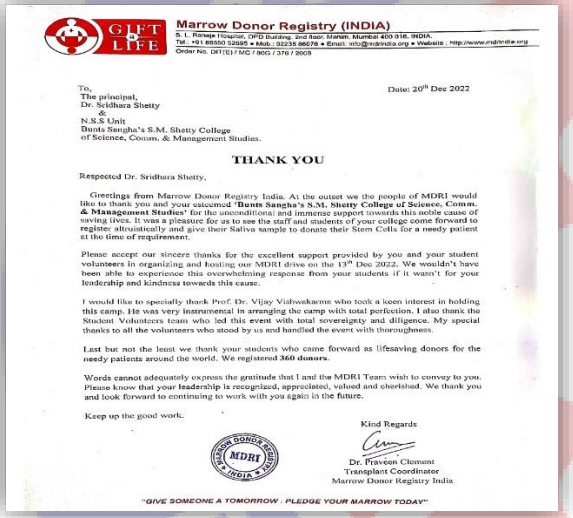 GIFT of LIFE
Marrow Donor Registry (INDIA)
S. L. Raheja Hospital, OPD Building, 2nd floor, Mahim, Mumbai 400 016. INDIA.
Order No. DIT(E) / MC / 80G / 376 / 2008
Date: 20th Dec 2022
To,
The principal,
Dr. Sridhara Shetty
&
N.S.S Unit
Bunts Sangha's S.M. Shetty College
of Science, Comm. & Management Studies.
THANK YOU
Respected Dr. Sridhara Shetty,
Greetings from Marrow Donor Registry India. At the outset we the people of MDRI would
like to thank you and your esteemed 'Bunts Sangha's S.M. Shetty College of Science, Comm.
& Management Studies' for the unconditional and immense support towards this noble cause of
saving lives. It was a pleasure for us to see the staff and students of your college come forward to
register altruistically and give their Saliva sample to donate their Stem Cells for a needy patient
at the time of requirement.
Please accept our sincere thanks for the excellent support provided by you and your student
volunteers in organizing and hosting our MDRI drive on the 13th Dec 2022. We wouldn't have
been able to experience this overwhelming response from your students if it wasn't for your
leadership and kindness towards this cause.
I would like to specially thank Prof. Dr. Vijay Vishwakarma who took a keen interest in holding
this camp. He was very instrumental in arranging the camp with total perfection. I also thank the
Student Volunteers team who led this event with total sovereignty and diligence. My special
thanks to all the volunteers who stood by us and handled the event with thoroughness.
Last but not the least we thank your students who came forward as lifesaving donors for the
needy patients around the world. We registered 360 donors.
Words cannot adequately express the gratitude that I and the MDRI Team wish to convey to you.
Please know that your leadership is recognized, appreciated, valued and cherished. We thank you
and look forward to continuing to work with you again in the future.
Keep up the good work.
Kind Regards
MARROW DONOR REGISTRY
MDRI
INDIA
Dr. Praveen Clement
Transplant Coordinator
Marrow Donor Registry India
"GIVE SOMEONE A TOMORROW : PLEDGE YOUR MARROW TODAY"